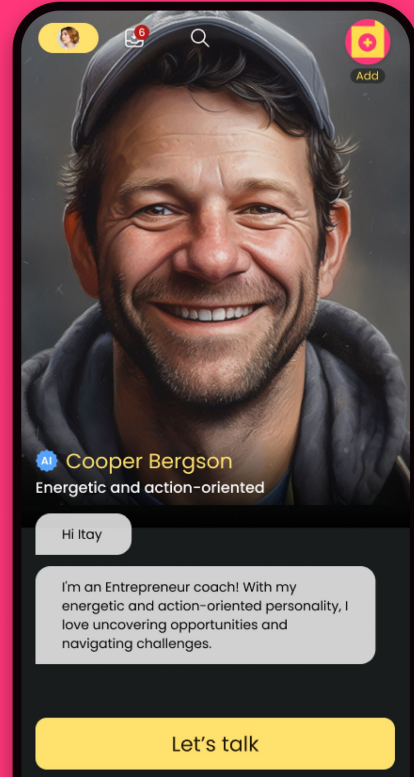 6
Add
AI Cooper Bergson
Energetic and action-oriented
Hi Itay
I'm an Entrepreneur coach! With my
energetic and action-oriented personality, I
love uncovering opportunities and
navigating challenges.
Let's talk